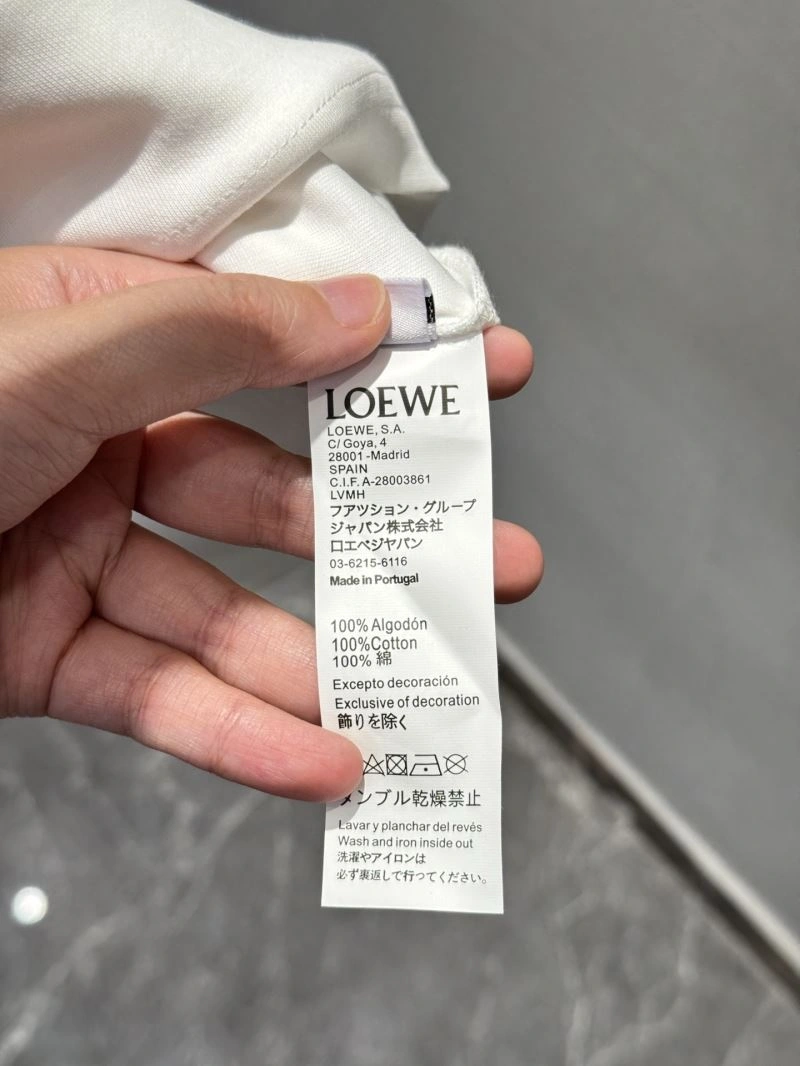 LOEWE
LOEWE, S.A.
C/ Goya, 4
28001-Madrid
SPAIN
C.I.F. A-28003861
LVMH
フアツション・グループ
ジャパン株式会社
口エベジヤパン
03-6215-6116
Made in Portugal
100% Algodón
100%Cotton
100% 綿
Excepto decoración
Exclusive of decoration
飾りを除く
ンブル乾燥禁止
Lavar y planchar del revés
Wash and iron inside out
洗濯やアイロンは
必ず裏返しで行つてください。